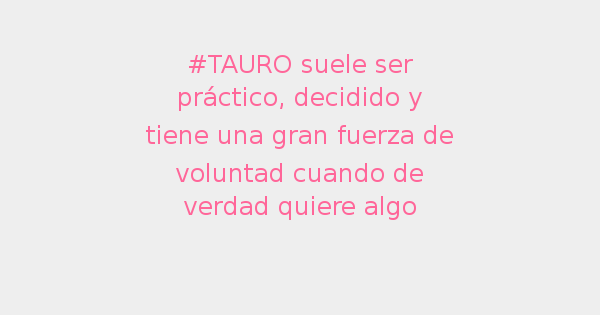 #TAURO suele ser
práctico, decidido y
tiene una gran fuerza de
voluntad cuando de
verdad quiere algo